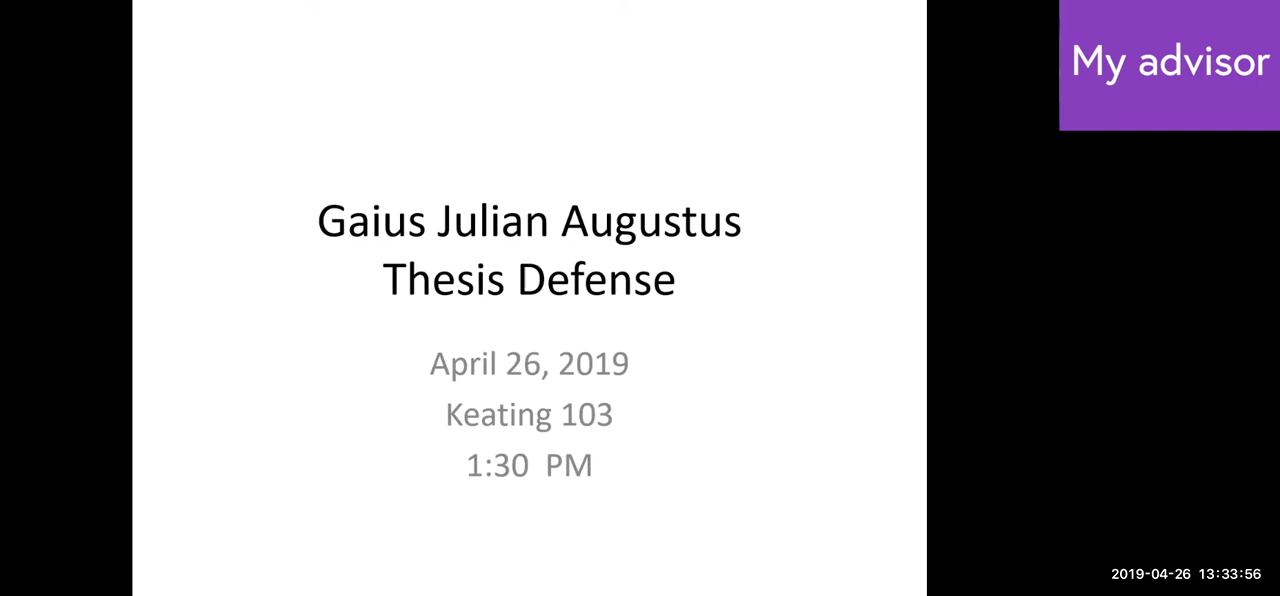 My advisor
Gaius Julian Augustus
Thesis Defense
April 26, 2019
Keating 103
1:30 PM
2019-04-26 13:33:56